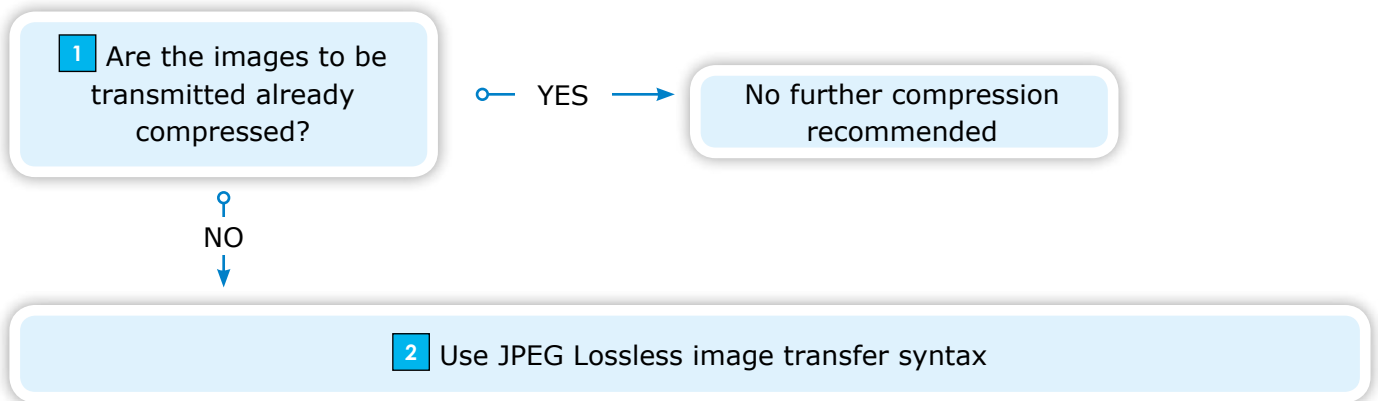 1 Are the images to be
transmitted already
compressed?
YES
No further compression
recommended
NO
2 Use JPEG Lossless image transfer syntax